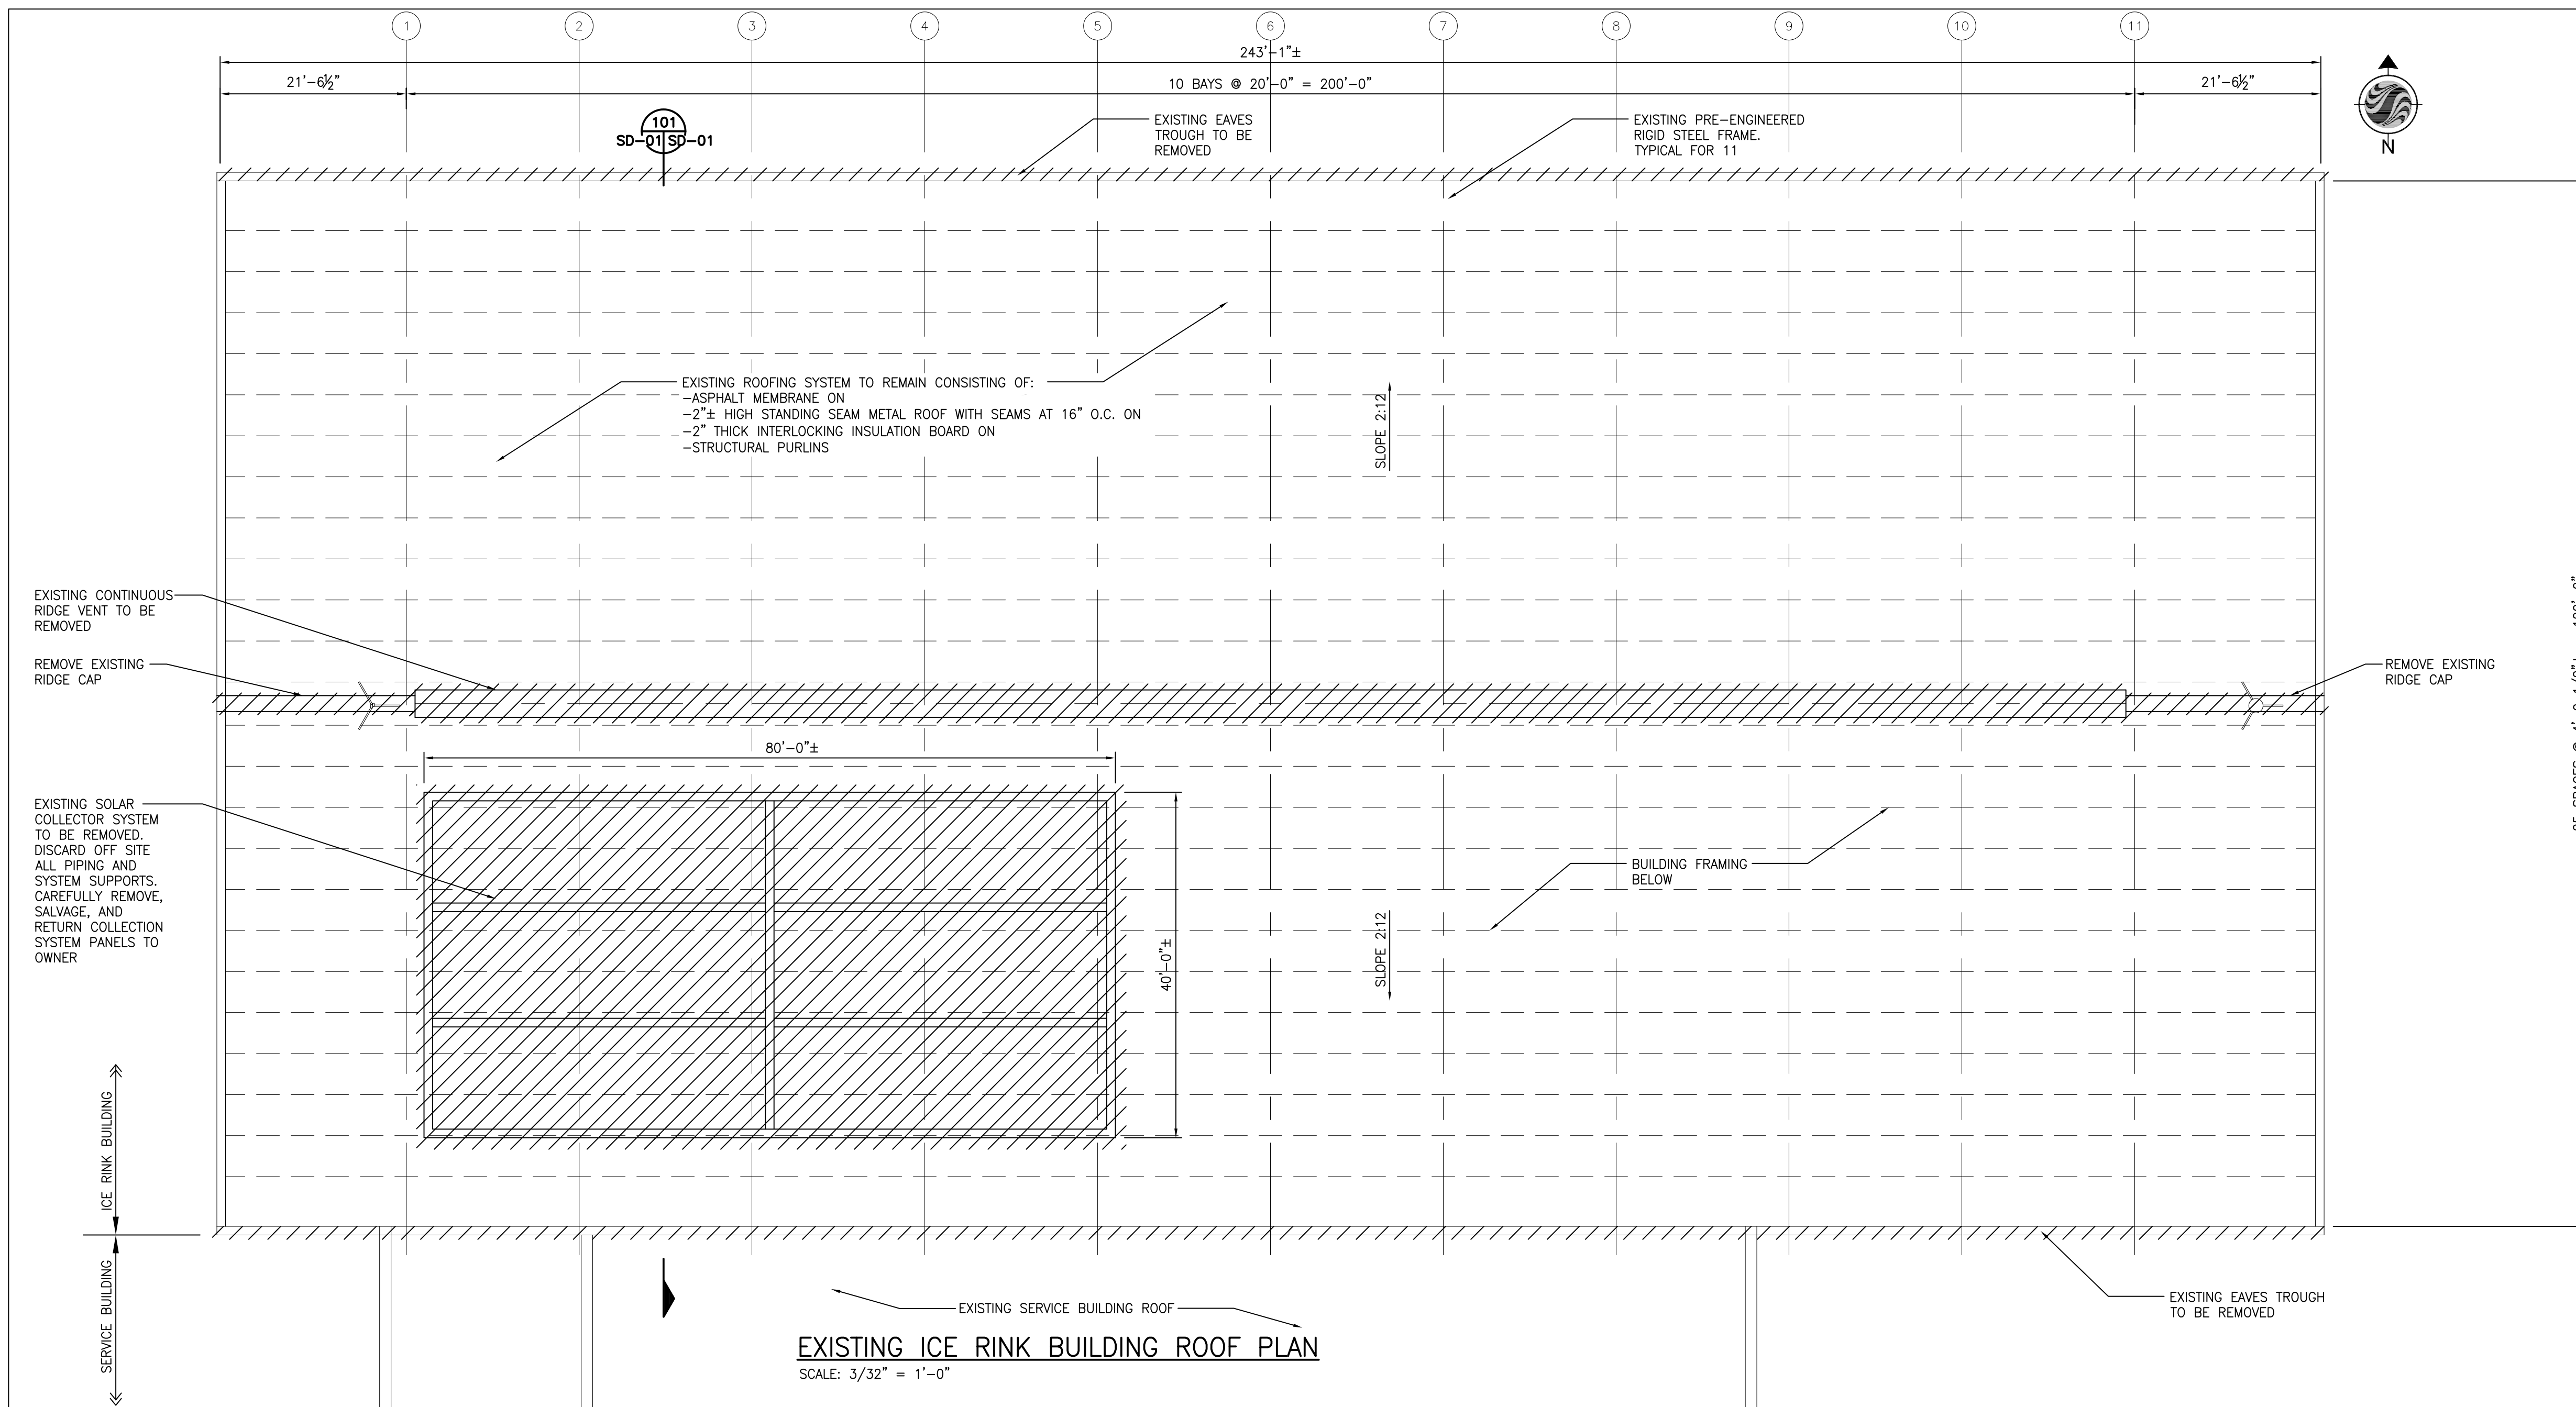 1 2 3 4 5 6 7 8 9 10 11
243'-1"±
21'-6½" 10 BAYS @ 20'-0" = 200'-0" 21'-6½"
101
SD-01 SD-01
EXISTING EAVES
TROUGH TO BE
REMOVED
EXISTING PRE-ENGINEERED
RIGID STEEL FRAME.
TYPICAL FOR 11
N
EXISTING ROOFING SYSTEM TO REMAIN CONSISTING OF:
-ASPHALT MEMBRANE ON
-2"± HIGH STANDING SEAM METAL ROOF WITH SEAMS AT 16" O.C. ON
-2" THICK INTERLOCKING INSULATION BOARD ON
-STRUCTURAL PURLINS
SLOPE 2:12
EXISTING CONTINUOUS
RIDGE VENT TO BE
REMOVED
REMOVE EXISTING
RIDGE CAP
REMOVE EXISTING
RIDGE CAP
80'-0"±
EXISTING SOLAR
COLLECTOR SYSTEM
TO BE REMOVED.
DISCARD OFF SITE
ALL PIPING AND
SYSTEM SUPPORTS.
CAREFULLY REMOVE,
SALVAGE, AND
RETURN COLLECTION
SYSTEM PANELS TO
OWNER
40'-0"±
BUILDING FRAMING
BELOW
SLOPE 2:12
ICE RINK BUILDING
SERVICE BUILDING
EXISTING SERVICE BUILDING ROOF
EXISTING EAVES TROUGH
TO BE REMOVED
EXISTING ICE RINK BUILDING ROOF PLAN
SCALE: 3/32" = 1'-0"